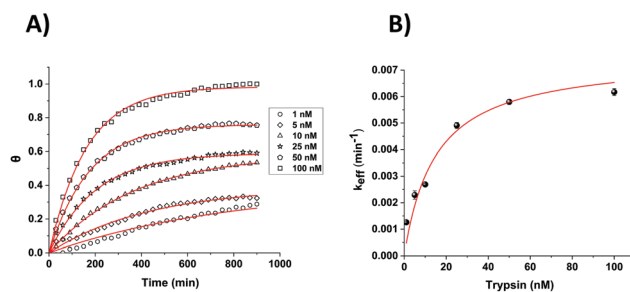 A)
B)
1.0
0.8
0.6
0.4
0.2
0.0
θ
0 200 400 600 800 1000
Time (min)
1 nM
5 nM
10 nM
25 nM
50 nM
100 nM
0.007
0.006
0.005
0.004
0.003
0.002
0.001
0.000
keff (min-1)
0 20 40 60 80 100
Trypsin (nM)